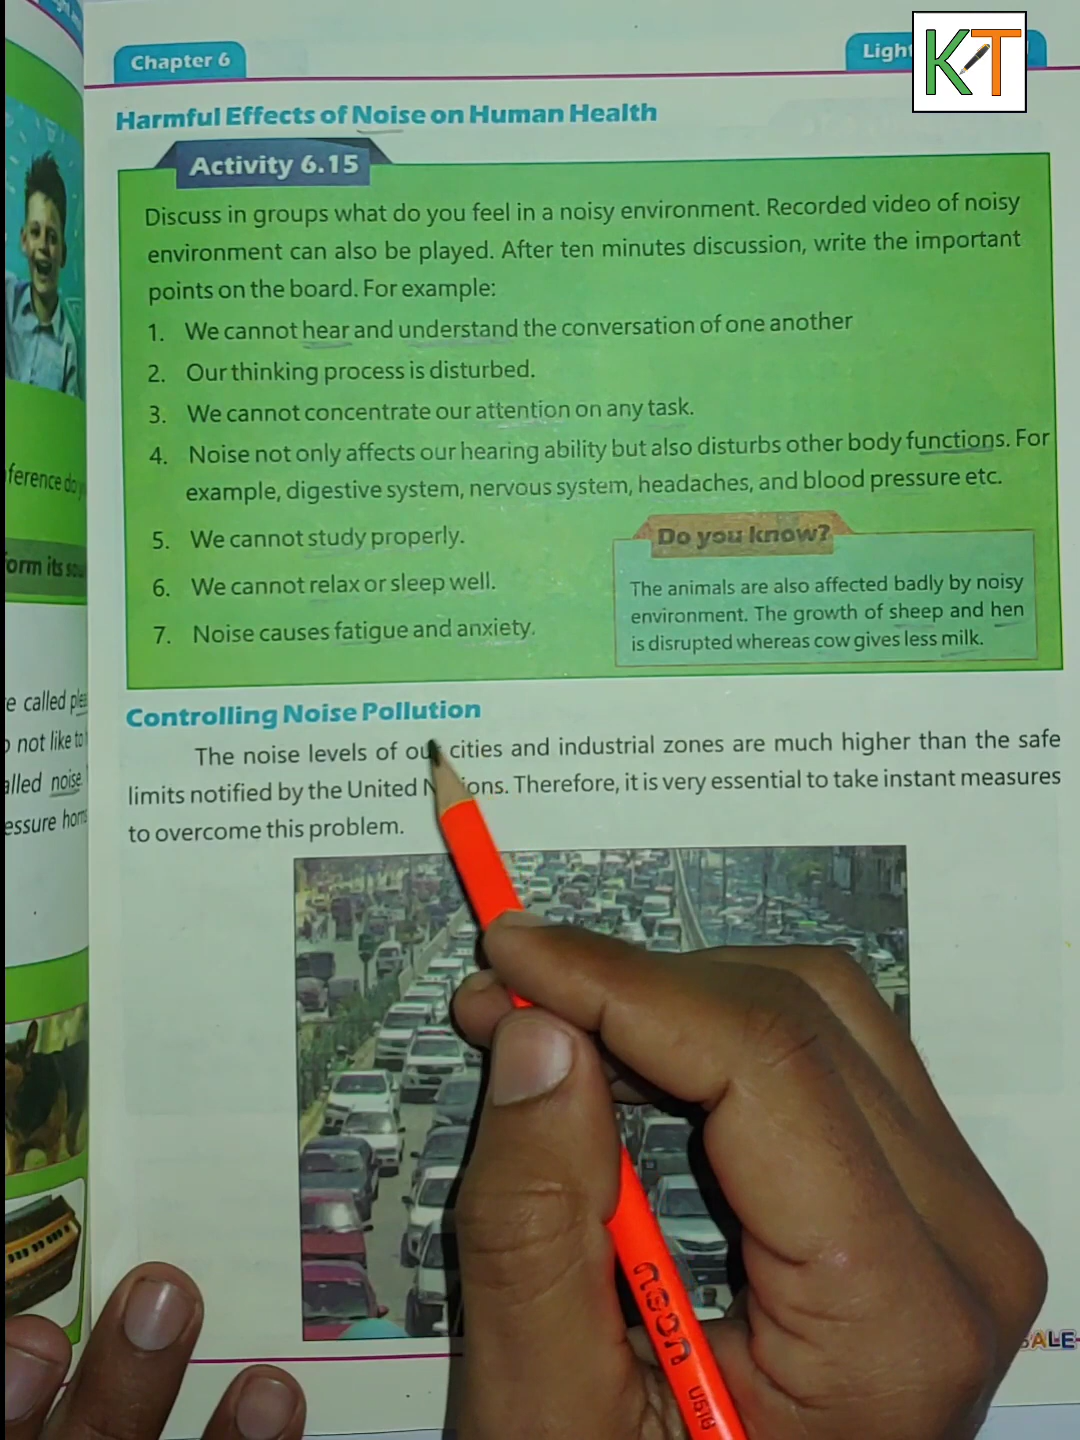 Chapter 6
KT
Harmful Effects of Noise on Human Health
Activity 6.15
Discuss in groups what do you feel in a noisy environment. Recorded video of noisy
environment can also be played. After ten minutes discussion, write the important
points on the board. For example:
1. We cannot hear and understand the conversation of one another
2. Our thinking process is disturbed.
3. We cannot concentrate our attention on any task.
4. Noise not only affects our hearing ability but also disturbs other body functions. For
example, digestive system, nervous system, headaches, and blood pressure etc.
5. We cannot study properly.
6. We cannot relax or sleep well.
7. Noise causes fatigue and anxiety.
Do you know?
The animals are also affected badly by noisy
environment. The growth of sheep and hen
is disrupted whereas cow gives less milk.
Controlling Noise Pollution
The noise levels of our cities and industrial zones are much higher than the safe
limits notified by the United Nations. Therefore, it is very essential to take instant measures
to overcome this problem.
called
not like to
noise
neon